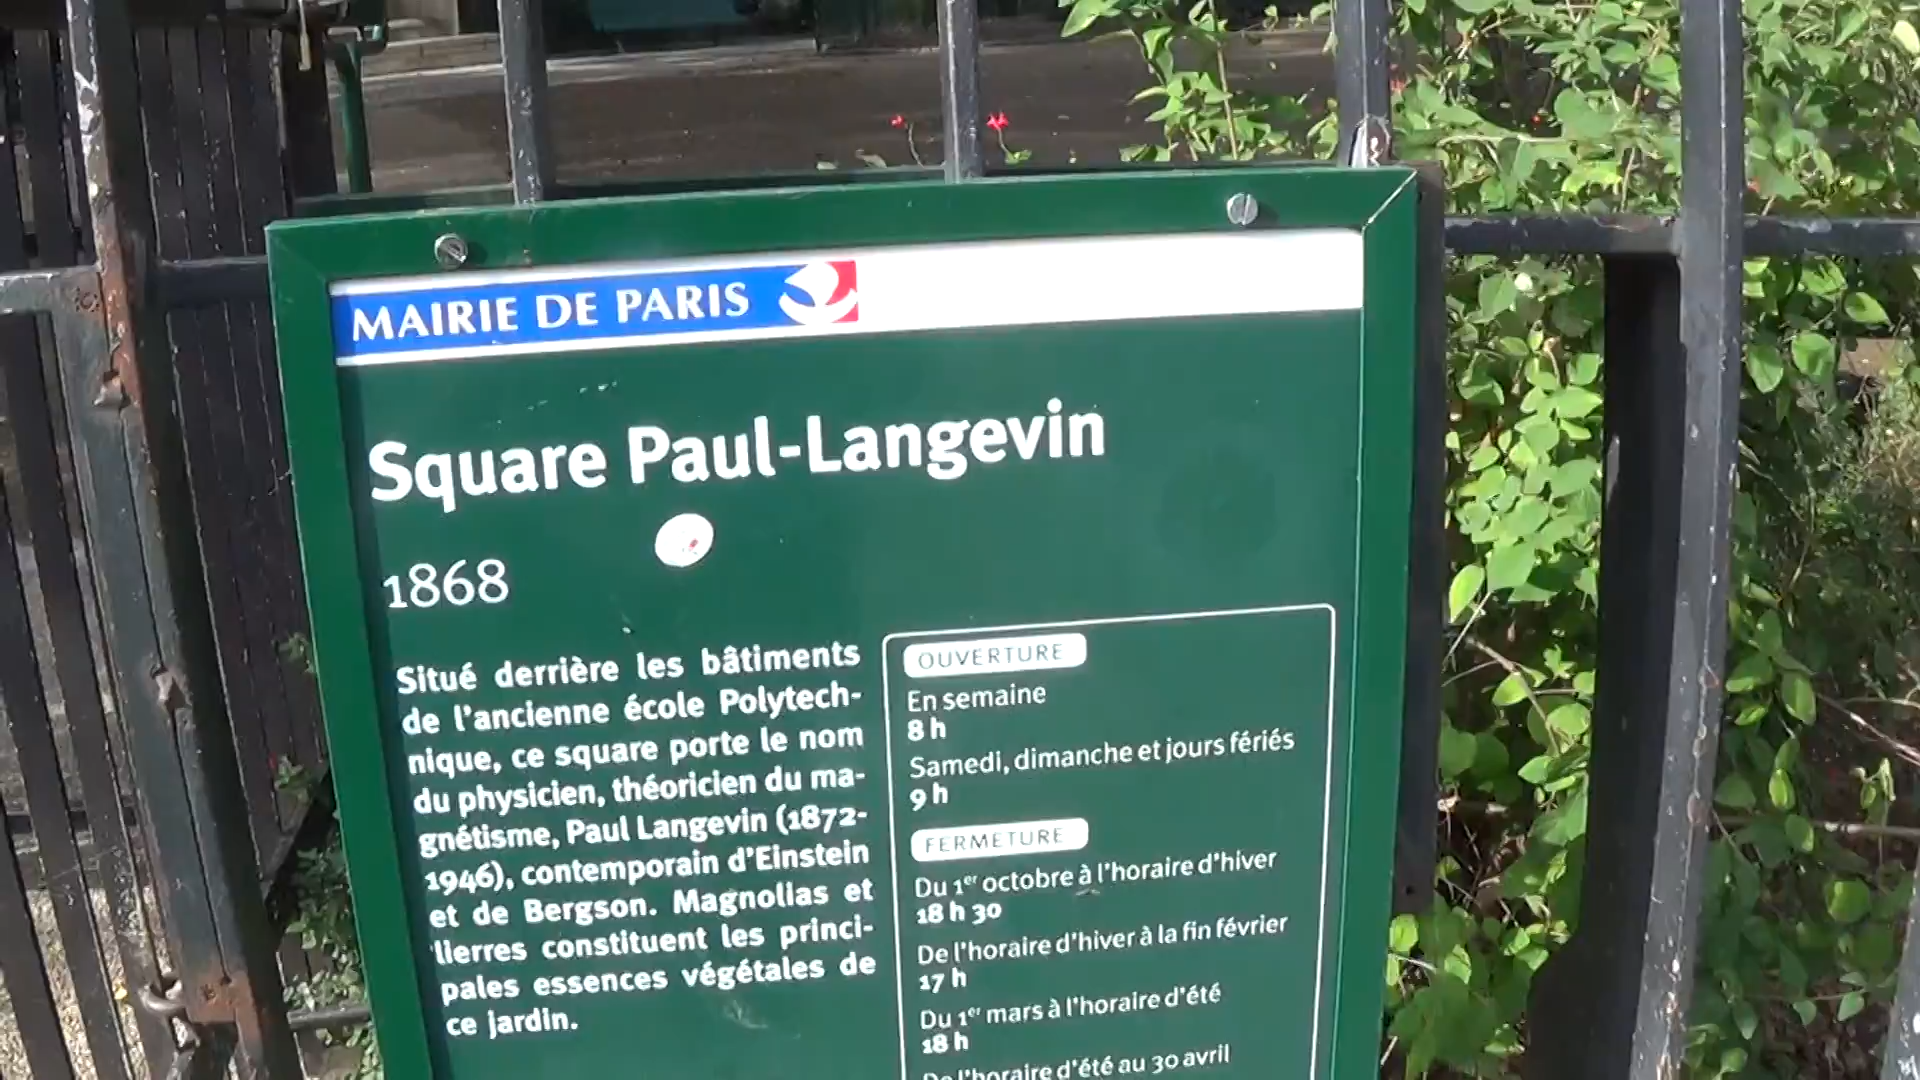 MAIRIE DE PARIS
Square Paul-Langevin
1868
Situé derrière les bâtiments
de l'ancienne école Polytech-
nique, ce square porte le nom
du physicien, théoricien du ma-
gnétisme, Paul Langevin (1872-
1946), contemporain d'Einstein
et de Bergson. Magnolias et
lierres constituent les princi-
pales essences végétales de
ce jardin.
OUVERTURE
En semaine
8 h
Samedi, dimanche et jours fériés
9 h
FERMETURE
Du 1er octobre à l'horaire d'hiver
18 h 30
De l'horaire d'hiver à la fin février
17 h
Du 1er mars à l'horaire d'été
18 h
De l'horaire d'été au 30 avril